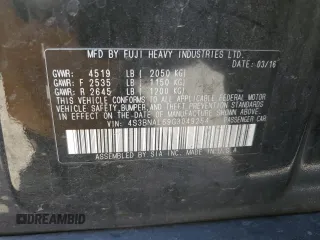 MFD. BY FUJI HEAVY INDUSTRIES LTD.
DATE: 03/16
GVWR: 4519 LB ( 2050 KG)
GAWR: F 2535 LB ( 1150 KG)
GAWR: R 2645 LB ( 1200 KG)
THIS VEHICLE CONFORMS TO ALL APPLICABLE FEDERAL MOTOR
VEHICLE SAFETY, BUMPER, AND THEFT PREVENTION STANDARDS
IN EFFECT ON THE DATE OF MANUFACTURE SHOWN ABOVE.
VIN:
PASSENGER CAR
ASSEMBLED BY SIA INC.
DREAMBID